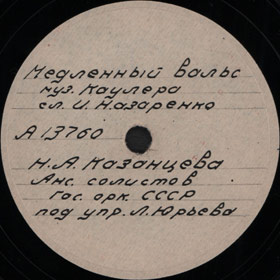 Медленный вальс
муз. Каулера
сл. И. Назаренко
А 13760
Н.А. Казанцева
Анс. солистов
Гос. орк. СССР
под упр. Л. Юрьева